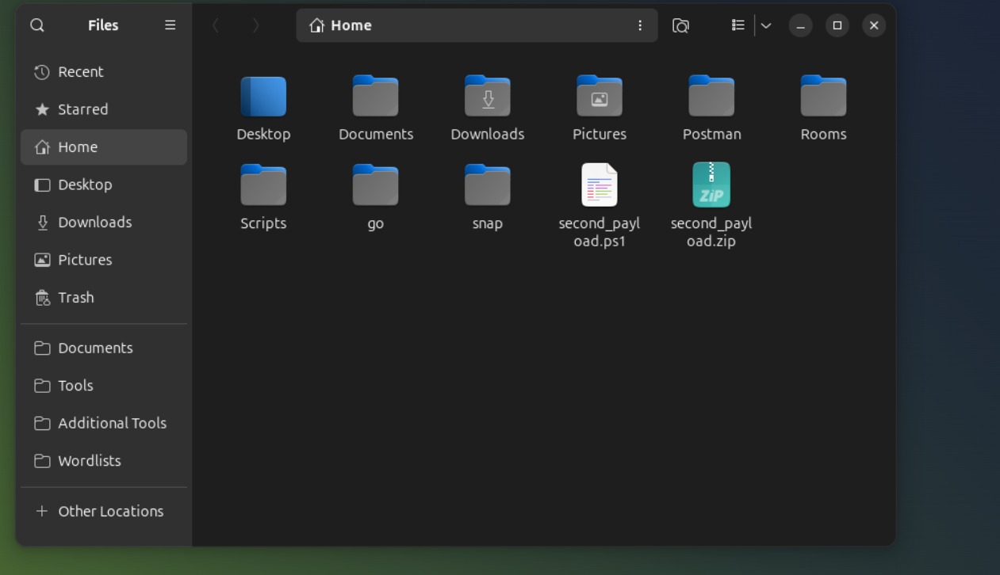 Files
Home
Recent
Starred
Home
Desktop
Downloads
Pictures
Trash
Documents
Tools
Additional Tools
Wordlists
Other Locations
Desktop
Documents
Downloads
Pictures
Postman
Rooms
Scripts
go
snap
second_payl
oad.ps1
ZiP
second_payl
oad.zip